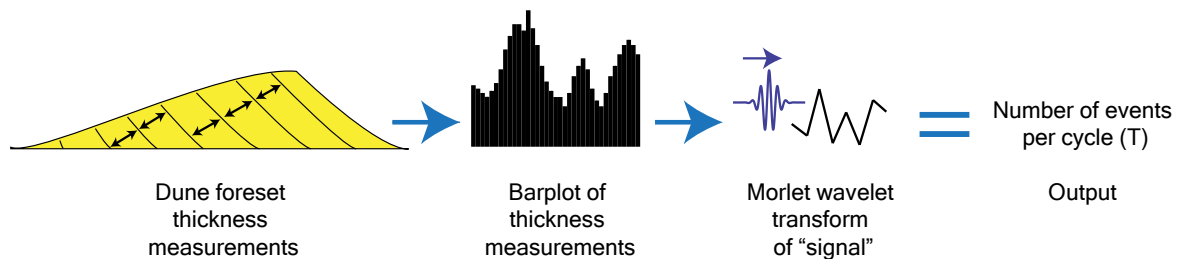 Number of events
per cycle (T)
Dune foreset
thickness
measurements
Barplot of
thickness
measurements
Morlet wavelet
transform
of “signal”
Output